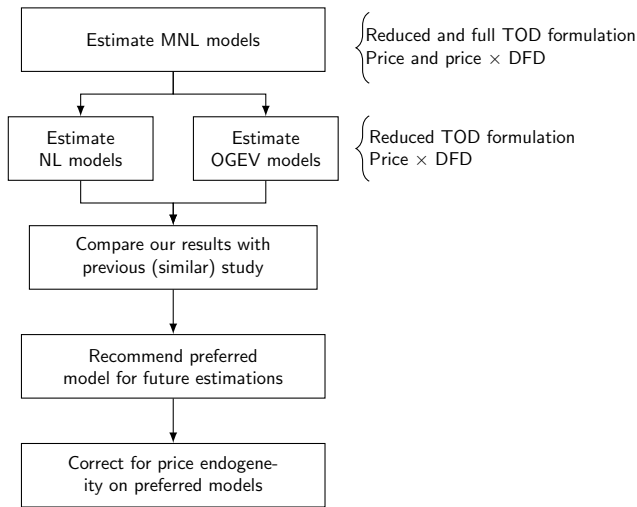 Estimate MNL models
Reduced and full TOD formulation
Price and price × DFD
Estimate
NL models
Estimate
OGEV models
Reduced TOD formulation
Price × DFD
Compare our results with
previous (similar) study
Recommend preferred
model for future estimations
Correct for price endogene-
ity on preferred models